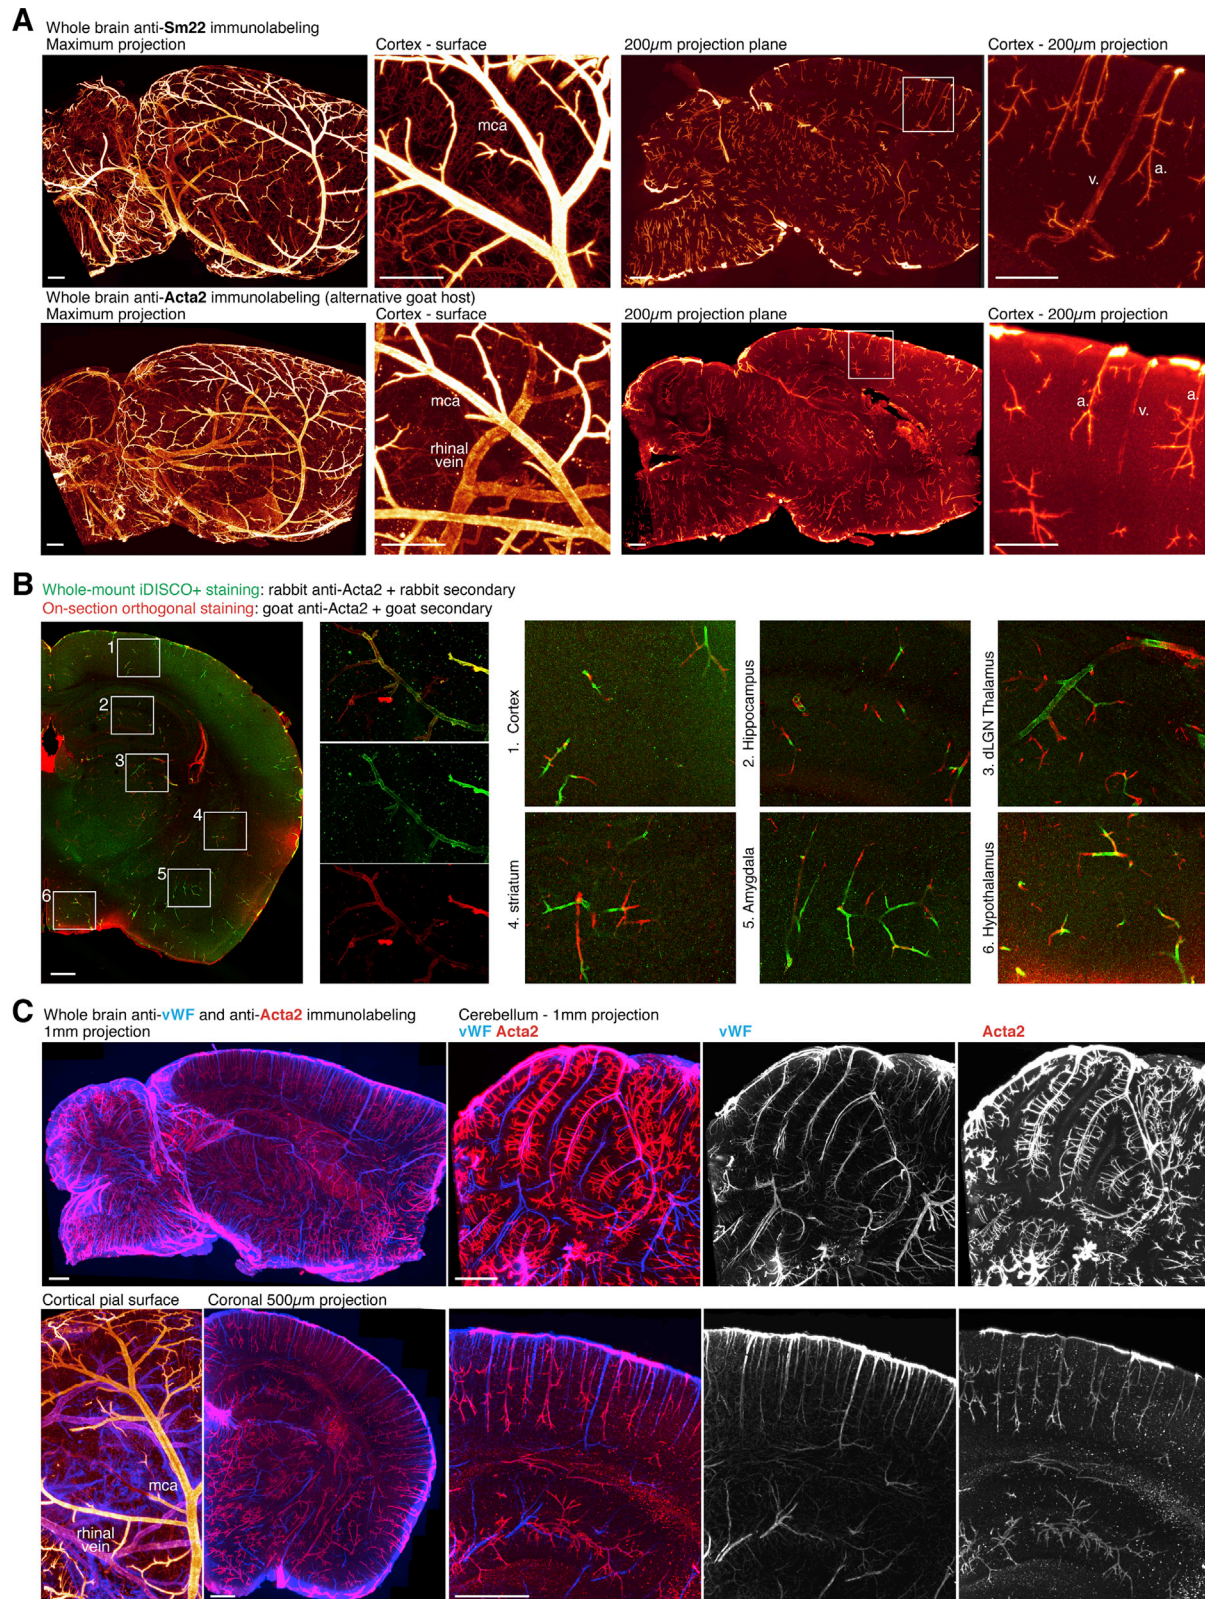 A
Whole brain anti-Sm22 immunolabeling
Maximum projection
Cortex - surface
200µm projection plane
Cortex - 200µm projection
mca
v.
a.
Whole brain anti-Acta2 immunolabeling (alternative goat host)
Maximum projection
Cortex - surface
200µm projection plane
Cortex - 200µm projection
mca
rhinal
vein
a.
v.
a.
B
Whole-mount iDISCO+ staining: rabbit anti-Acta2 + rabbit secondary
On-section orthogonal staining: goat anti-Acta2 + goat secondary
1
2
3
4
5
6
1. Cortex
2. Hippocampus
3. dLGN Thalamus
4. striatum
5. Amygdala
6. Hypothalamus
C
Whole brain anti-vWF and anti-Acta2 immunolabeling
1mm projection
Cerebellum - 1mm projection
vWF Acta2
vWF
Acta2
Cortical pial surface
Coronal 500µm projection
mca
rhinal
vein